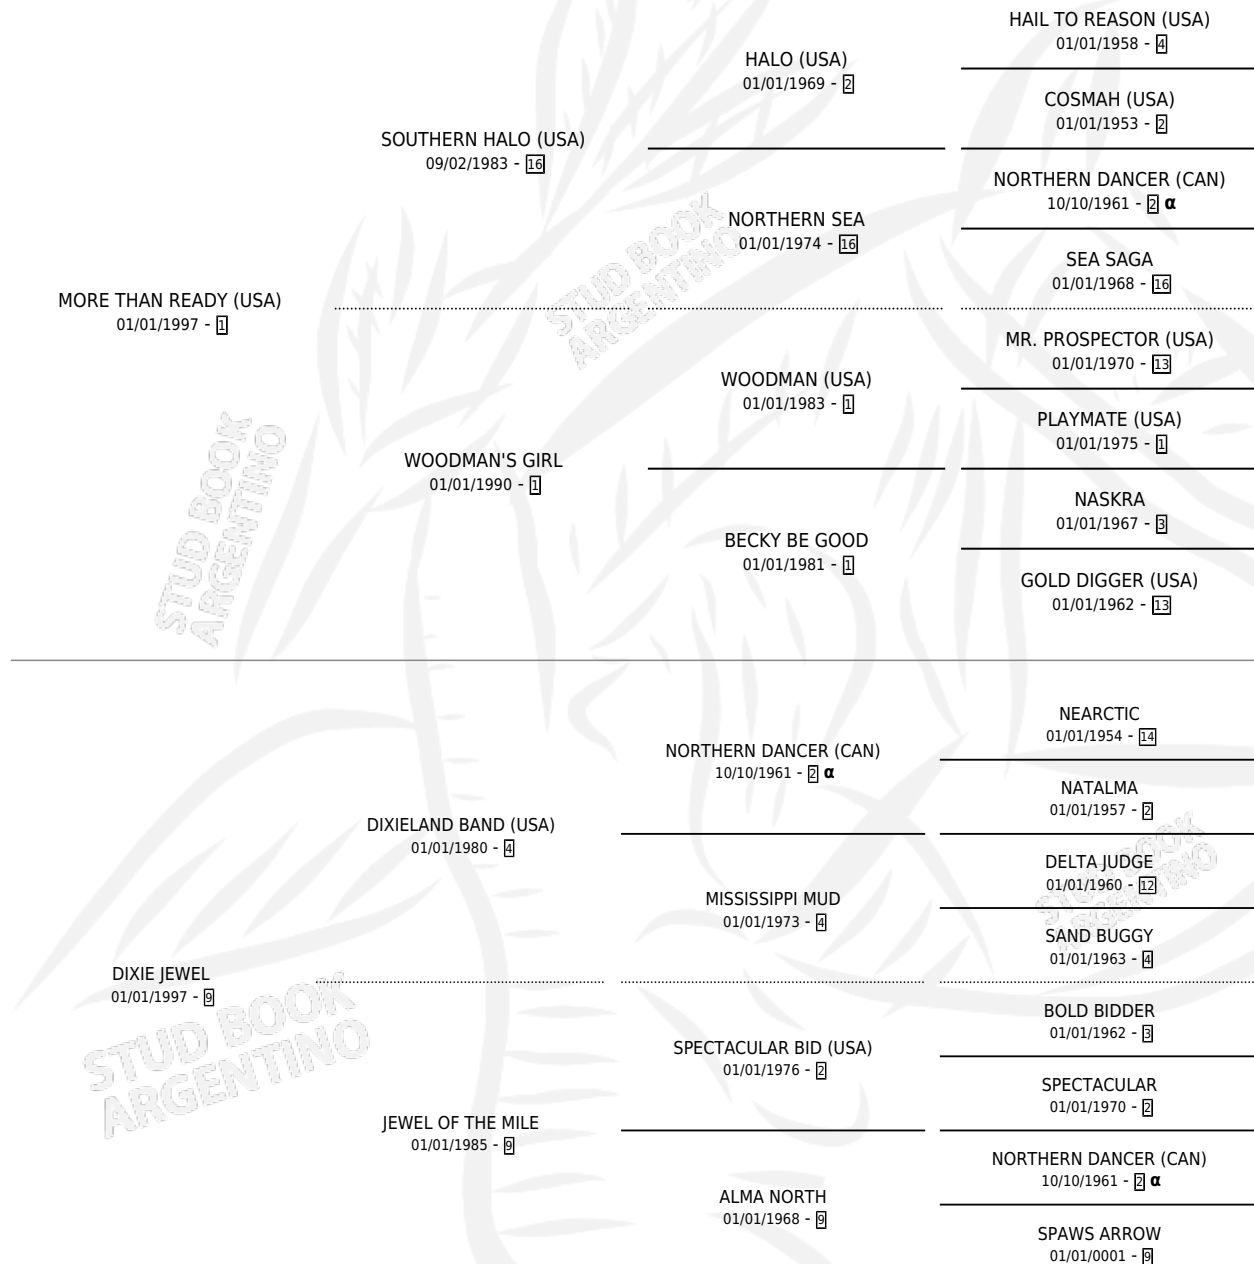 HAIL TO REASON (USA)
01/01/1958 - 4
HALO (USA)
01/01/1969 - 2
COSMAH (USA)
01/01/1953 - 2
SOUTHERN HALO (USA)
09/02/1983 - 16
NORTHERN DANCER (CAN)
10/10/1961 - 2 α
NORTHERN SEA
01/01/1974 - 16
SEA SAGA
01/01/1968 - 16
STUD BOOK
ARGENTINO
MORE THAN READY (USA)
01/01/1997 - 1
MR. PROSPECTOR (USA)
01/01/1970 - 13
WOODMAN (USA)
01/01/1983 - 1
PLAYMATE (USA)
01/01/1975 - 1
WOODMAN'S GIRL
01/01/1990 - 1
NASKRA
01/01/1967 - 3
BECKY BE GOOD
01/01/1981 - 1
GOLD DIGGER (USA)
01/01/1962 - 13
STUD BOOK
ARGENTINO
NEARCTIC
01/01/1954 - 14
NORTHERN DANCER (CAN)
10/10/1961 - 2 α
NATALMA
01/01/1957 - 2
DIXIELAND BAND (USA)
01/01/1980 - 4
DELTA JUDGE
01/01/1960 - 12
MISSISSIPPI MUD
01/01/1973 - 4
SAND BUGGY
01/01/1963 - 4
STUD BOOK
ARGENTINO
DIXIE JEWEL
01/01/1997 - 9
BOLD BIDDER
01/01/1962 - 3
SPECTACULAR BID (USA)
01/01/1976 - 2
SPECTACULAR
01/01/1970 - 2
STUD BOOK
ARGENTINO
JEWEL OF THE MILE
01/01/1985 - 9
NORTHERN DANCER (CAN)
10/10/1961 - 2 α
ALMA NORTH
01/01/1968 - 9
SPAWS ARROW
01/01/0001 - 9